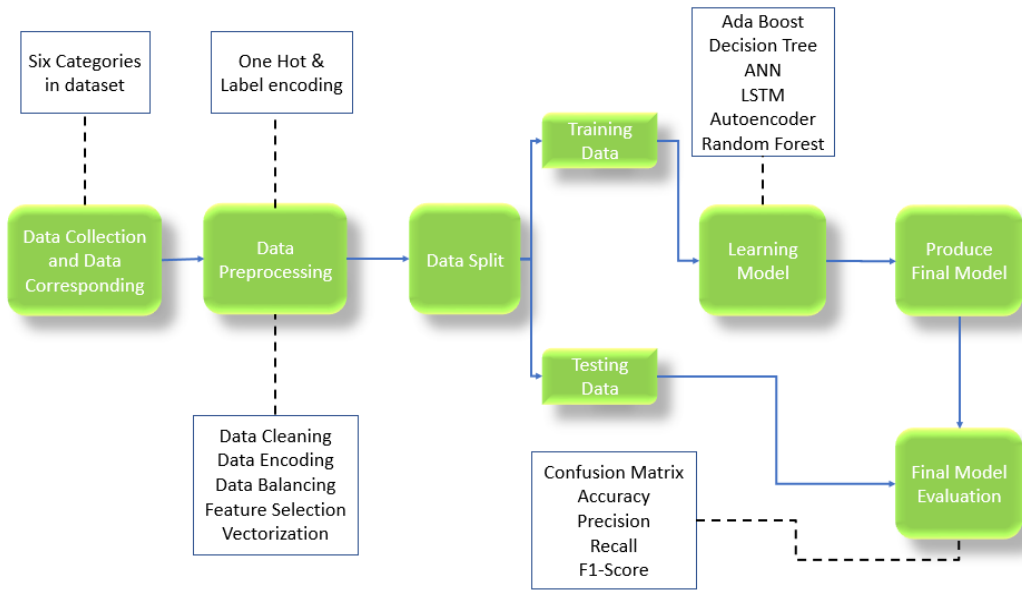 Six Categories
in dataset
One Hot &
Label encoding
Ada Boost
Decision Tree
ANN
LSTM
Autoencoder
Random Forest
Training
Data
Data Collection
and Data
Corresponding
Data
Preprocessing
Data Split
Learning
Model
Produce
Final Model
Testing
Data
Data Cleaning
Data Encoding
Data Balancing
Feature Selection
Vectorization
Confusion Matrix
Accuracy
Precision
Recall
F1-Score
Final Model
Evaluation